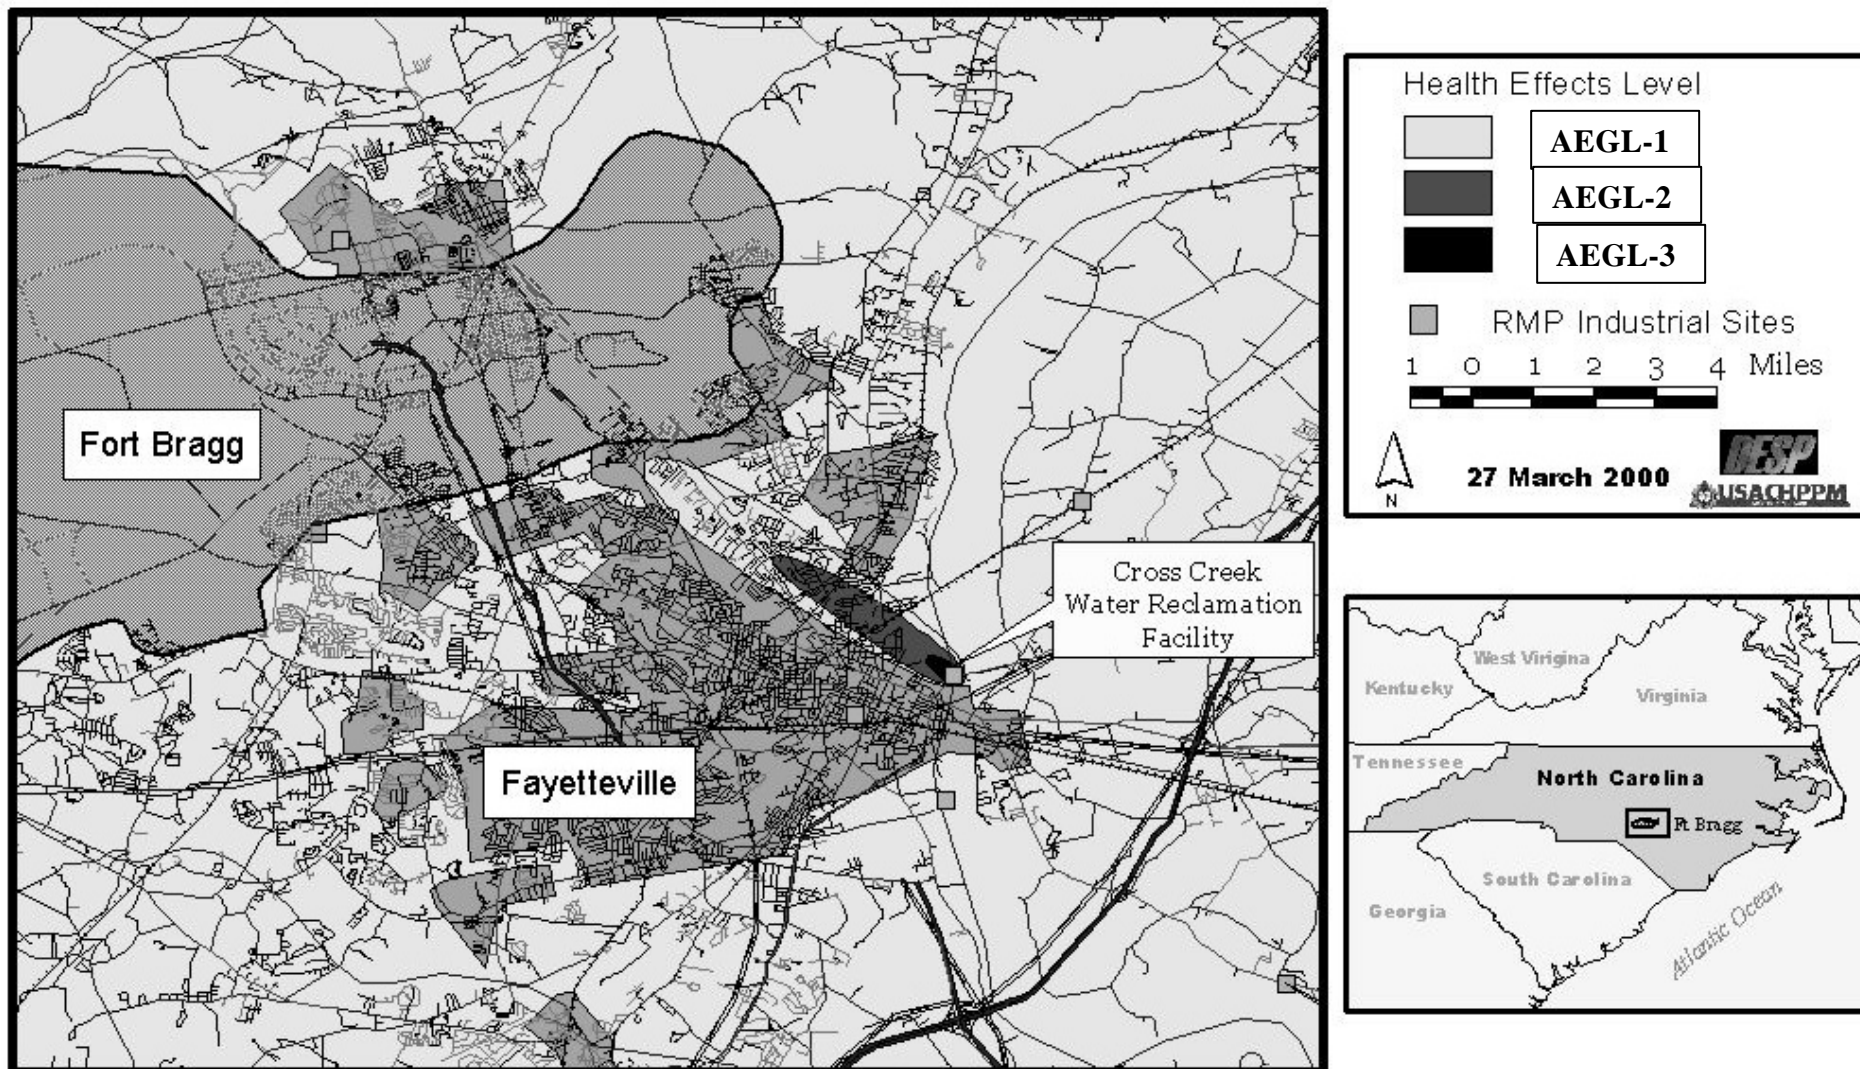 Fort Bragg
Fayetteville
Cross Creek
Water Reclamation
Facility
Health Effects Level
AEGL-1
AEGL-2
AEGL-3
RMP Industrial Sites
1 0 1 2 3 4 Miles
N
27 March 2000
DESP
USACHPPM
West Virigina
Kentucky
Virginia
Tennessee
North Carolina
Ft Bragg
South Carolina
Georgia
Atlantic Ocean